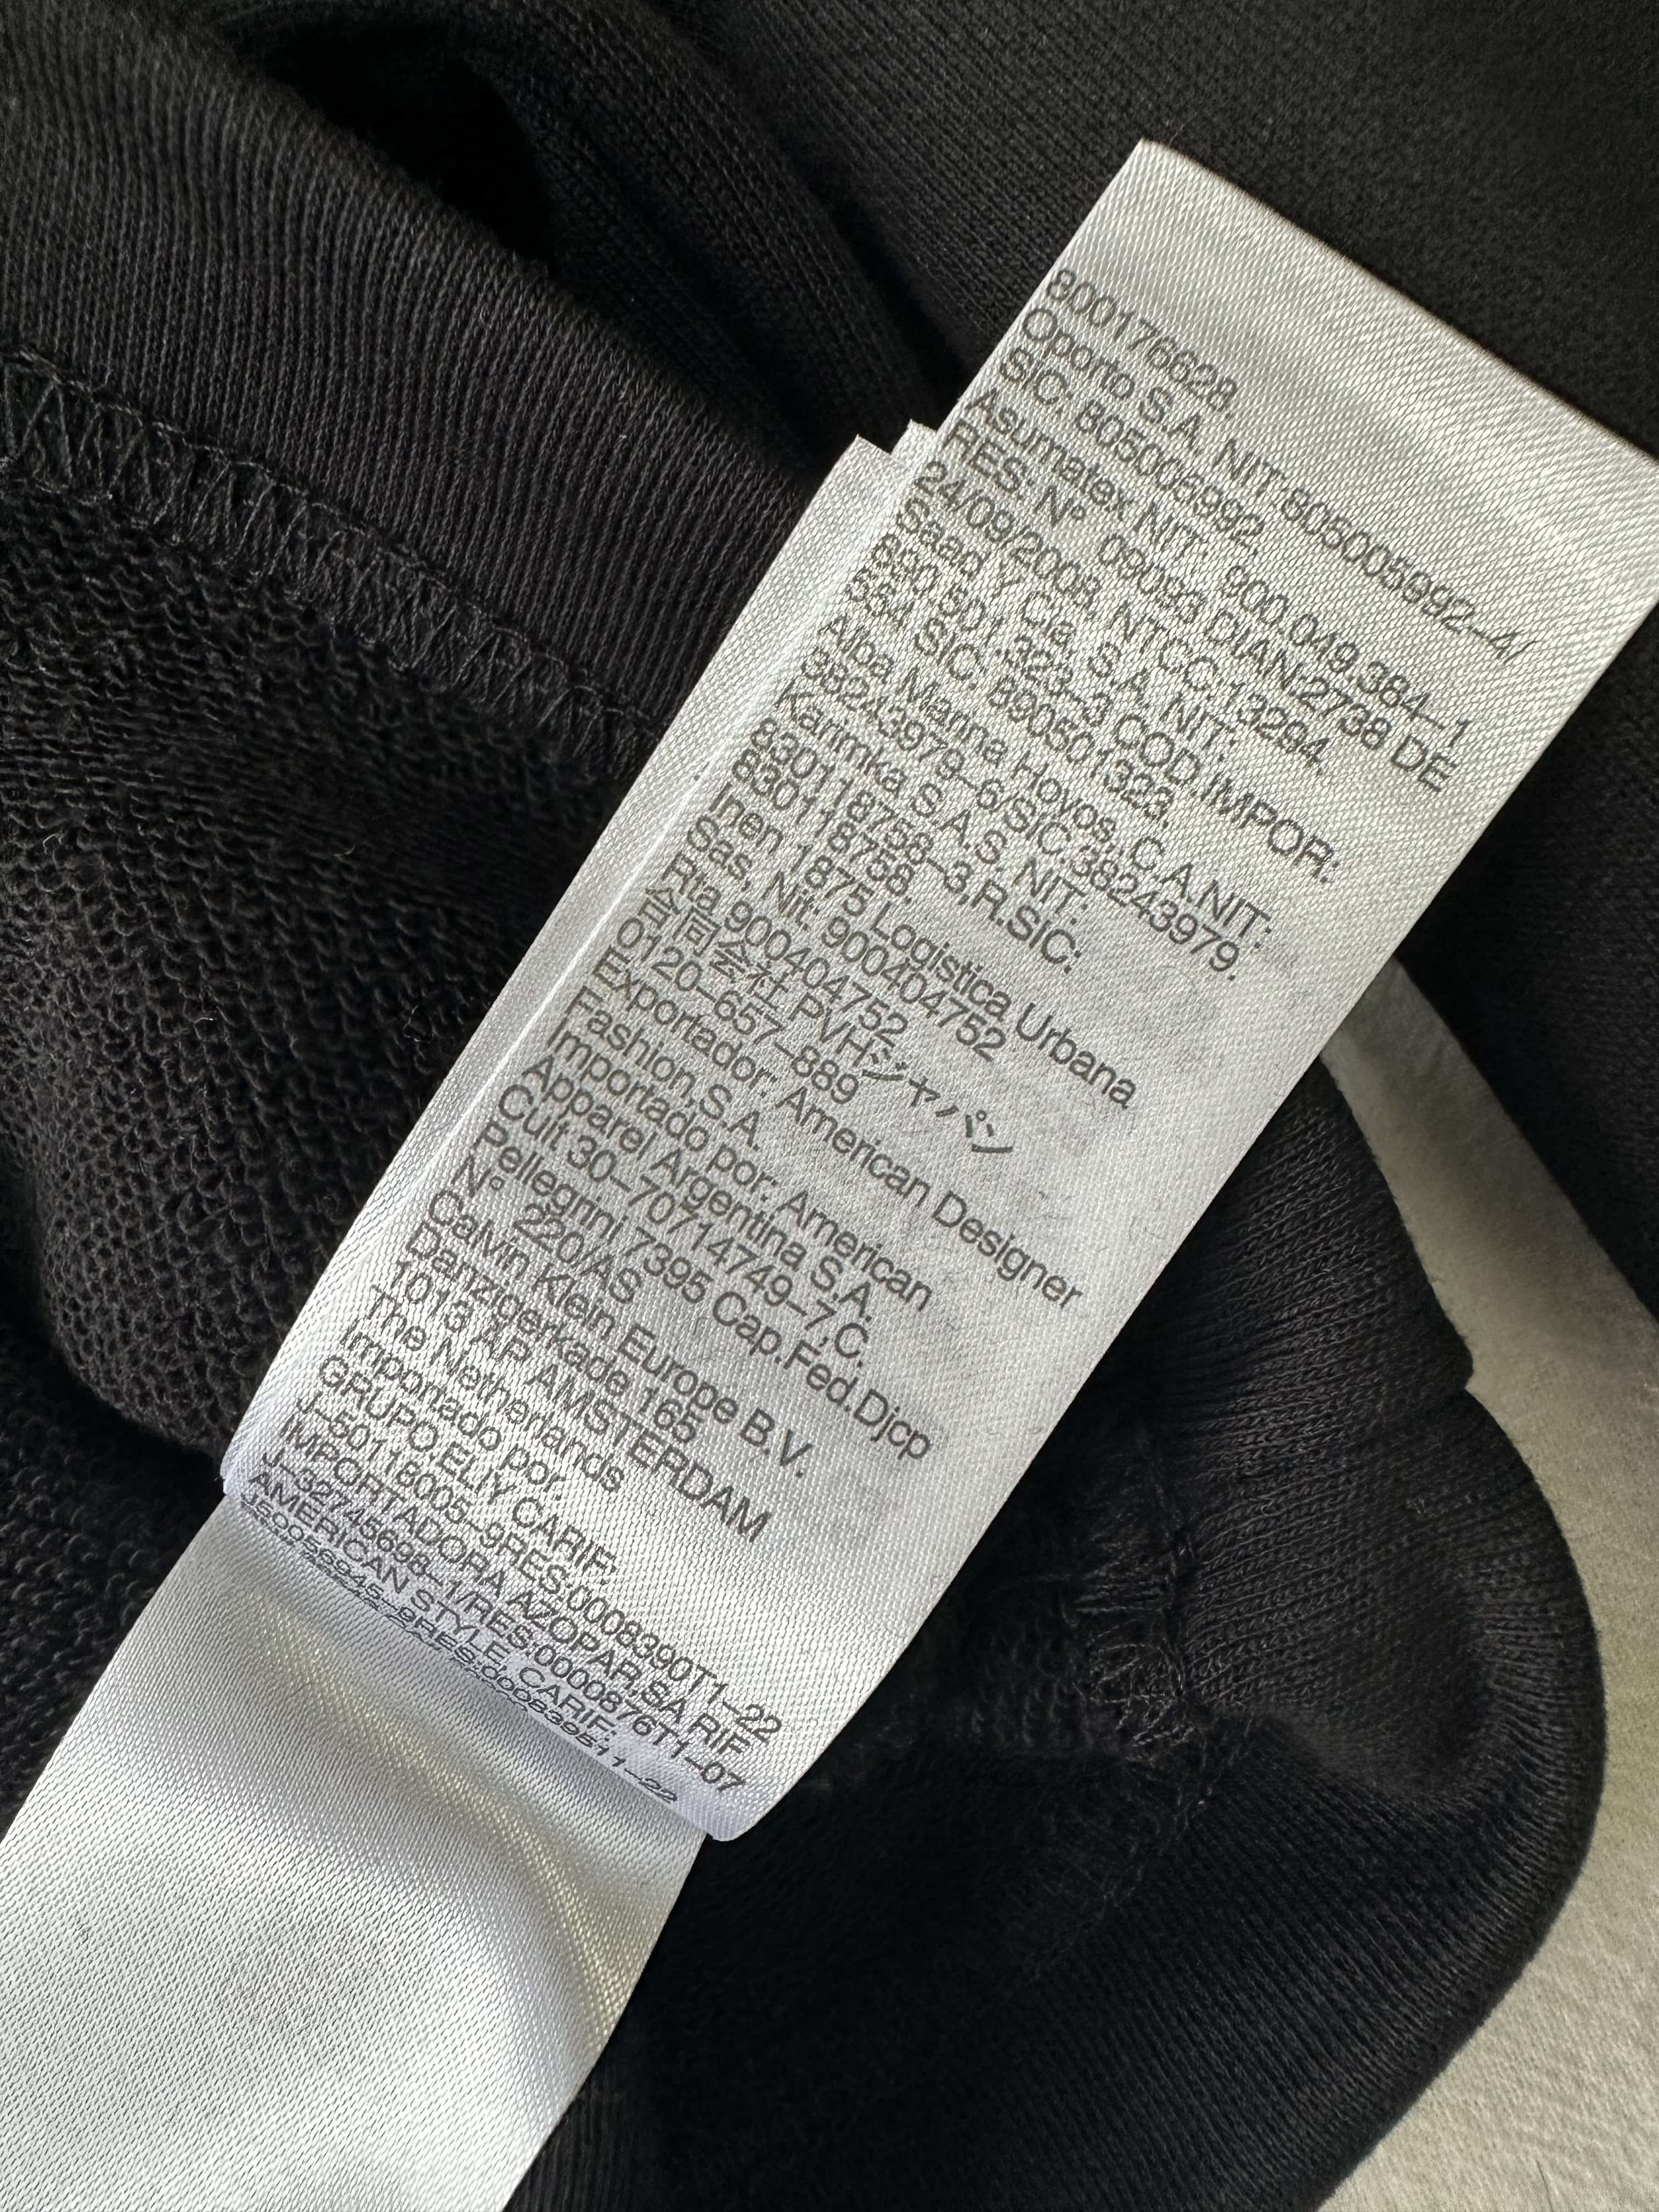 800176628.
Oporto S.A. NIT:805005992-4/
SIC. 805005992.
Asumatex NIT: 900.049.384-1
RES: N° 09093 DIAN:2738 DE
24/09/2008, NTCC:13294.
Saad Y Cia. S.A. NIT:
890.501.323-3 COD.IMPOR:
55A SIC. 890501323.
Alba Marina Hoyos, C.A.NIT:
38243979-6/SIC:38243979.
Karimka S.A.S. NIT:
830118758-3,R.SIC:
830118758.
Inen 1875 Logistica Urbana
Sas, Nit: 900404752
Rta 900404752
合同会社 PVHジャパン
0120-657-889
Exportador: American Designer
Fashion,S.A.
Importado por: American
Apparel Argentina S.A.
Cuit 30-70714749-7,C.
Pellegrini 7395 Cap.Fed.Djcp
N° 220/AS
Calvin Klein Europe B.V.
Danzigerkade 165
1013 AP AMSTERDAM
The Netherlands
Importado por:
GRUPO ELIY CARIF:
J-50118005-9RES:0008390T1-22
IMPORTADORA AZOPAR,SA RIF
J-32745698-1/RES:0000876T1-07
AMERICAN STYLE, CARIF: